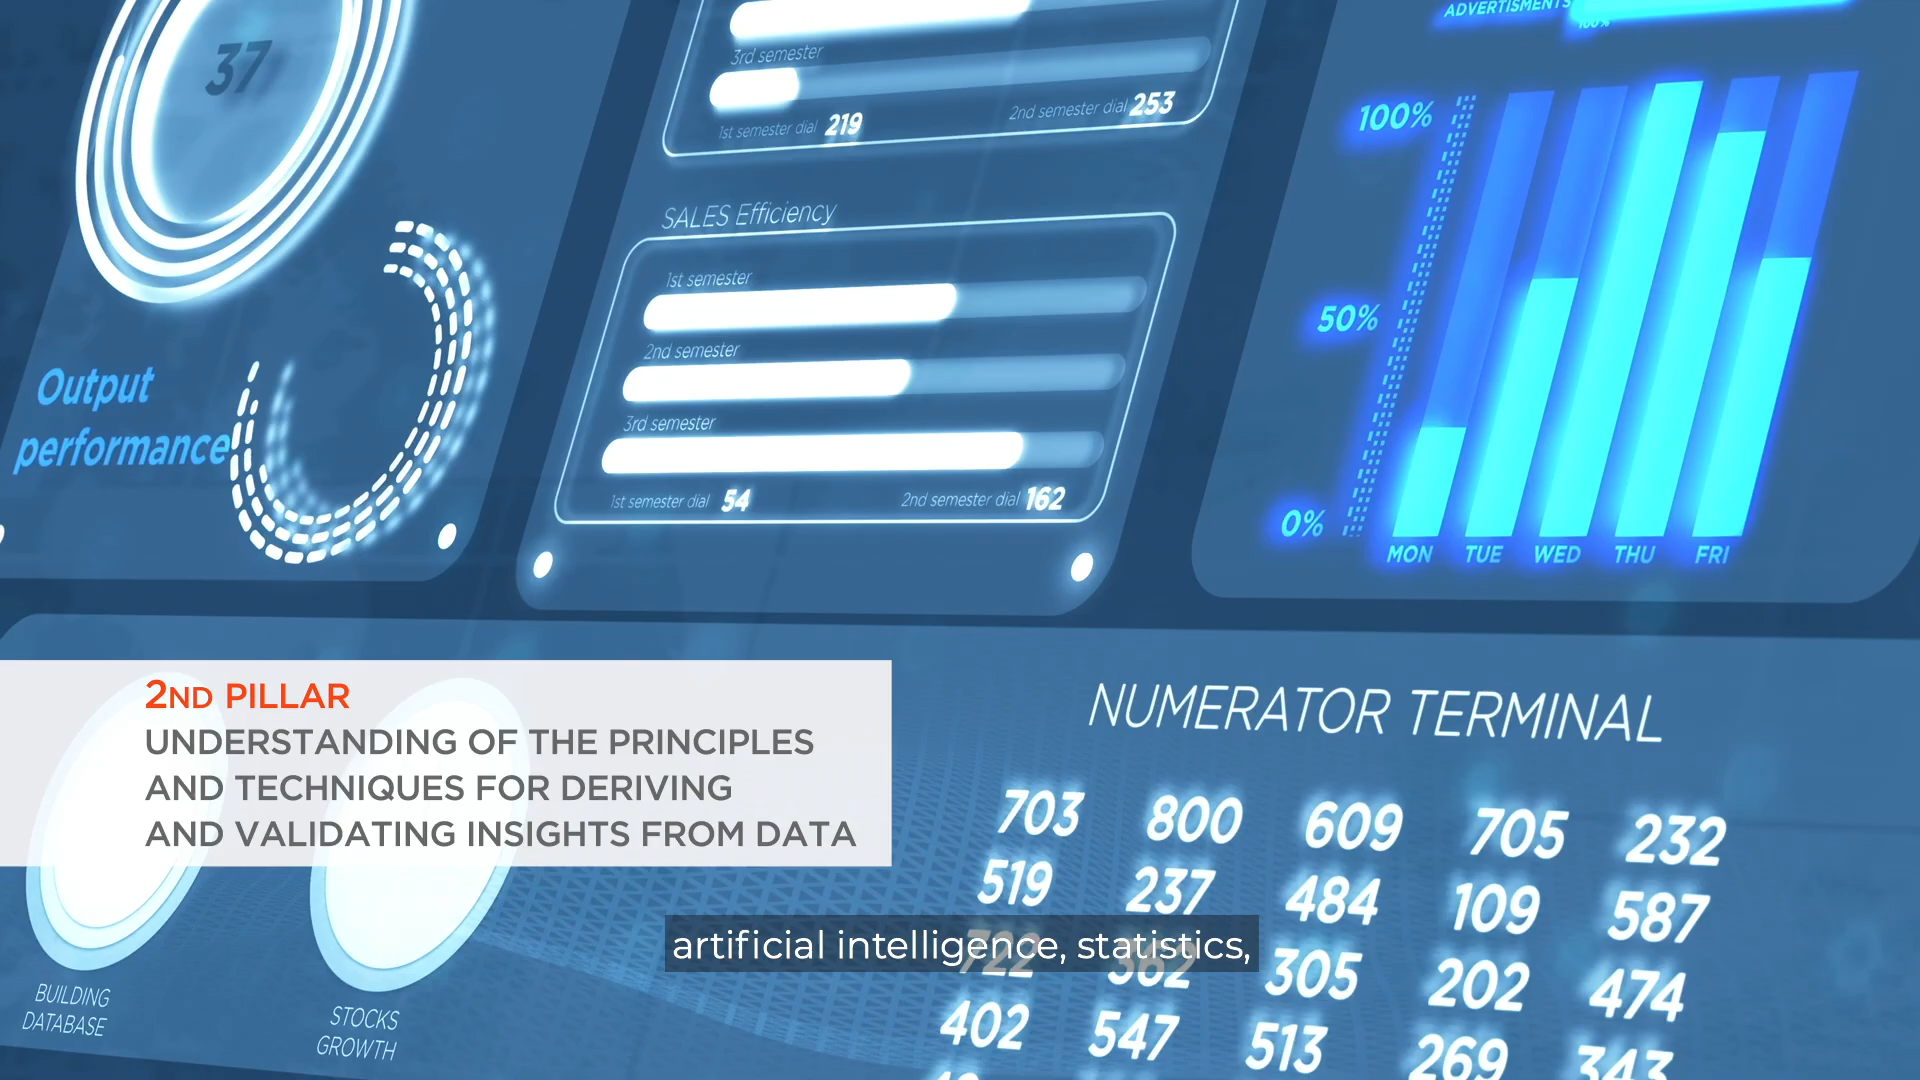 37
Output
performance
3rd semester
1st semester dial 219
2nd semester dial 253
SALES Efficiency
1st semester
2nd semester
3rd semester
1st semester dial 54
2nd semester dial 162
ADVERTISMENTS
100%
100%
50%
0%
MON TUE WED THU FRI
2ND PILLAR
UNDERSTANDING OF THE PRINCIPLES
AND TECHNIQUES FOR DERIVING
AND VALIDATING INSIGHTS FROM DATA
NUMERATOR TERMINAL
703 800 609 705 232
519 237 484 109 587
722 362 305 202 474
402 547 513 269 343
artificial intelligence, statistics,
BUILDING
DATABASE
STOCKS
GROWTH